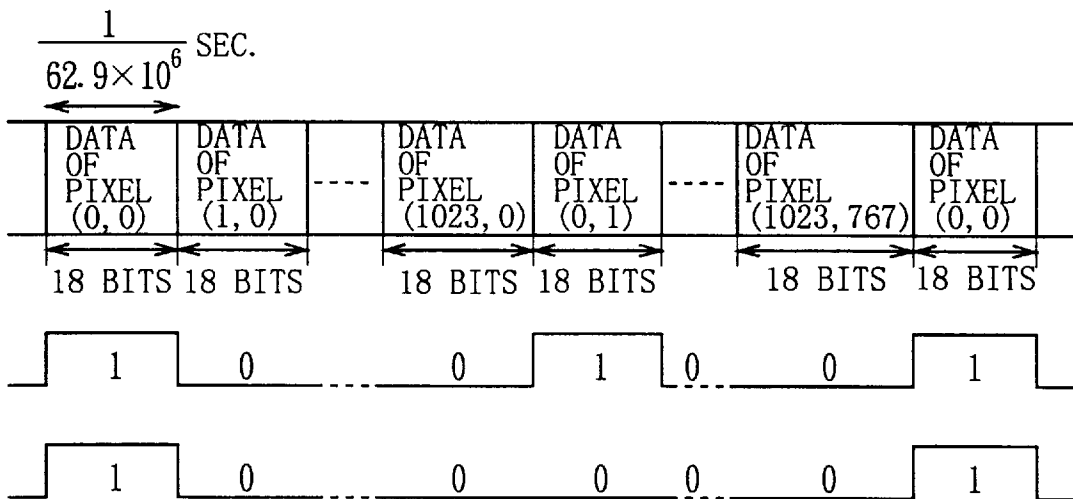 1
62.9×10⁶ SEC.
DATA OF PIXEL (0,0)
DATA OF PIXEL (1,0)
DATA OF PIXEL (1023,0)
DATA OF PIXEL (0,1)
DATA OF PIXEL (1023,767)
DATA OF PIXEL (0,0)
18 BITS 18 BITS 18 BITS 18 BITS 18 BITS 18 BITS
1 0 0 1 0 0 1
1 0 0 0 0 0 1